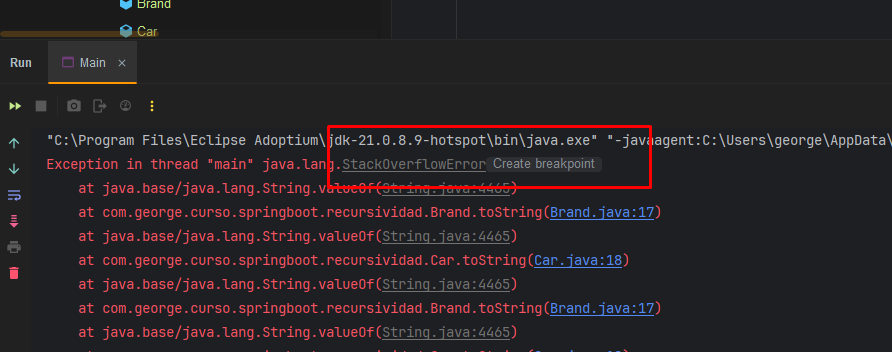 Brand
Car
Run
Main
"C:\Program Files\Eclipse Adoptium\jdk-21.0.8.9-hotspot\bin\java.exe" "-javaagent:C:\Users\george\AppData\
Exception in thread "main" java.lang.StackOverflowError Create breakpoint
at java.base/java.lang.String.valueOf(String.java:4465)
at com.george.curso.springboot.recursividad.Brand.toString(Brand.java:17)
at java.base/java.lang.String.valueOf(String.java:4465)
at com.george.curso.springboot.recursividad.Car.toString(Car.java:18)
at java.base/java.lang.String.valueOf(String.java:4465)
at com.george.curso.springboot.recursividad.Brand.toString(Brand.java:17)
at java.base/java.lang.String.valueOf(String.java:4465)